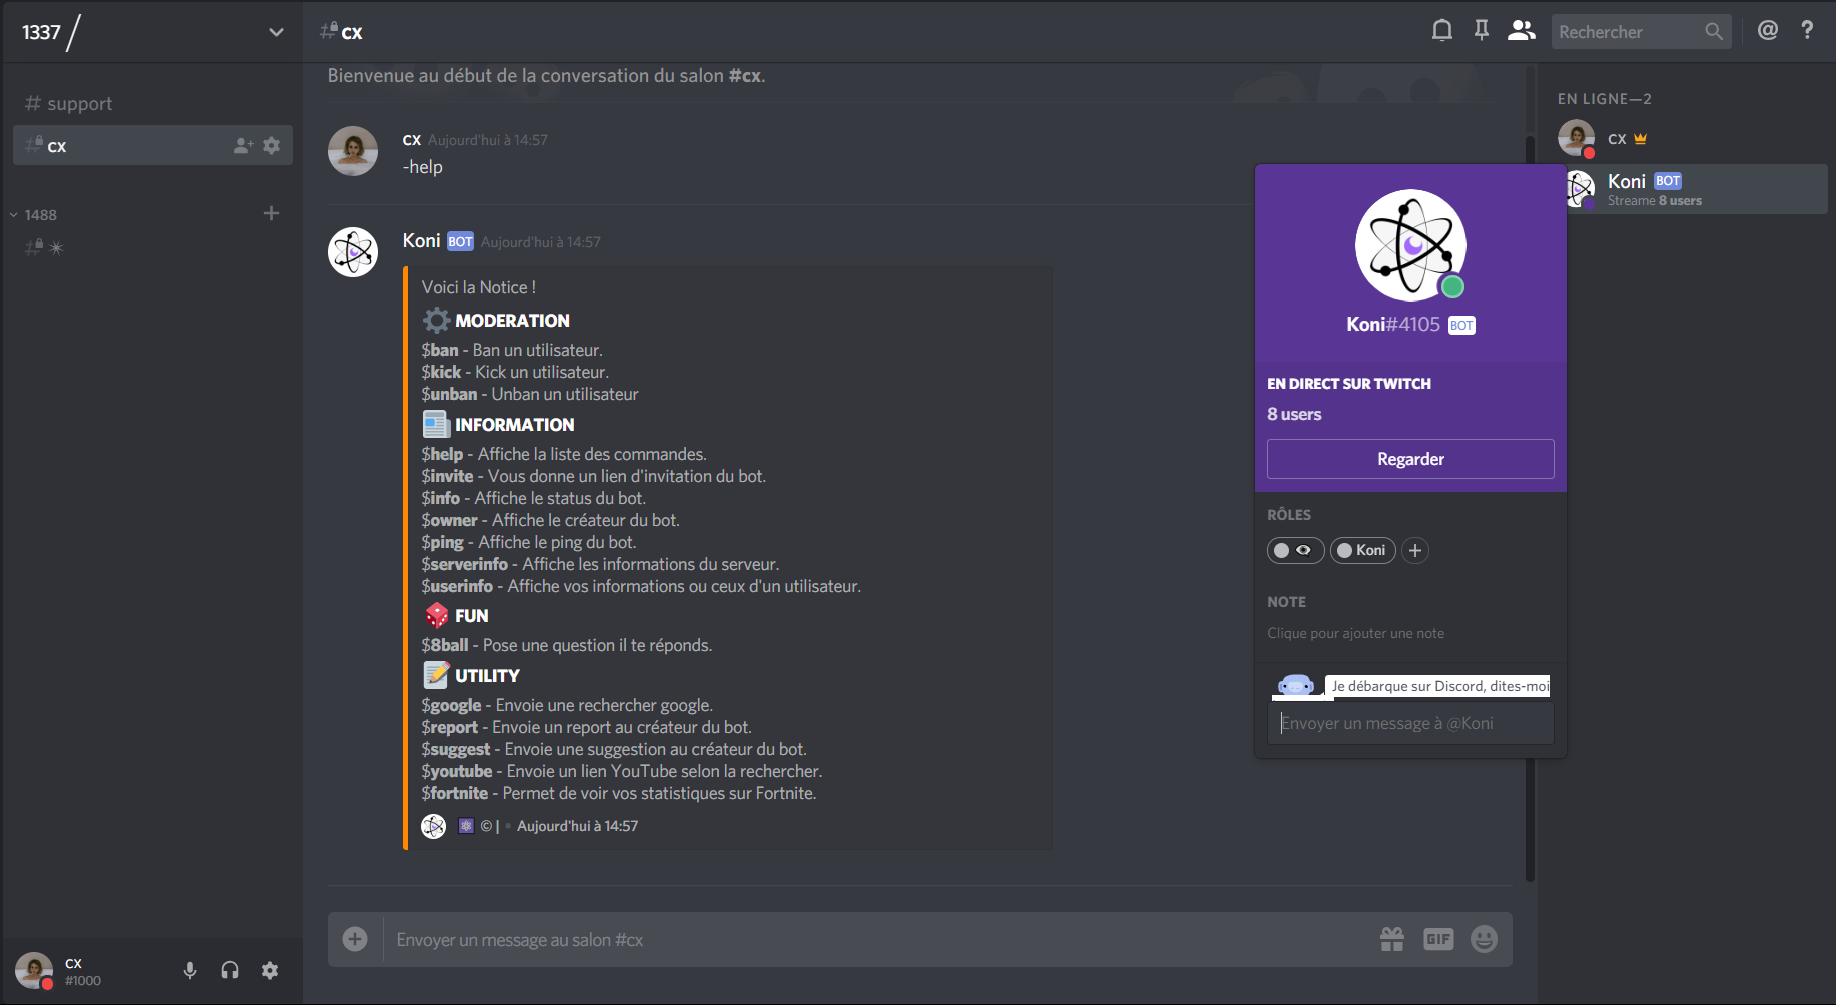 1337 /
cx
Rechercher
support
cx
1488
Bienvenue au début de la conversation du salon #cx.
cx Aujourd'hui à 14:57
-help
Koni BOT Aujourd'hui à 14:57
Voici la Notice !
MODERATION
$ban - Ban un utilisateur.
$kick - Kick un utilisateur.
$unban - Unban un utilisateur
INFORMATION
$help - Affiche la liste des commandes.
$invite - Vous donne un lien d'invitation du bot.
$info - Affiche le status du bot.
$owner - Affiche le créateur du bot.
$ping - Affiche le ping du bot.
$serverinfo - Affiche les informations du serveur.
$userinfo - Affiche vos informations ou ceux d'un utilisateur.
FUN
$8ball - Pose une question il te réponds.
UTILITY
$google - Envoie une rechercher google.
$report - Envoie un report au créateur du bot.
$suggest - Envoie une suggestion au créateur du bot.
$youtube - Envoie un lien YouTube selon la rechercher.
$fortnite - Permet de voir vos statistiques sur Fortnite.
© | • Aujourd'hui à 14:57
Envoyer un message au salon #cx
GIF
EN LIGNE—2
cx
Koni BOT
Streame 8 users
Koni#4105 BOT
EN DIRECT SUR TWITCH
8 users
Regarder
RÔLES
Koni
NOTE
Clique pour ajouter une note
Je débarque sur Discord, dites-moi
Envoyer un message à @Koni
cx
#1000